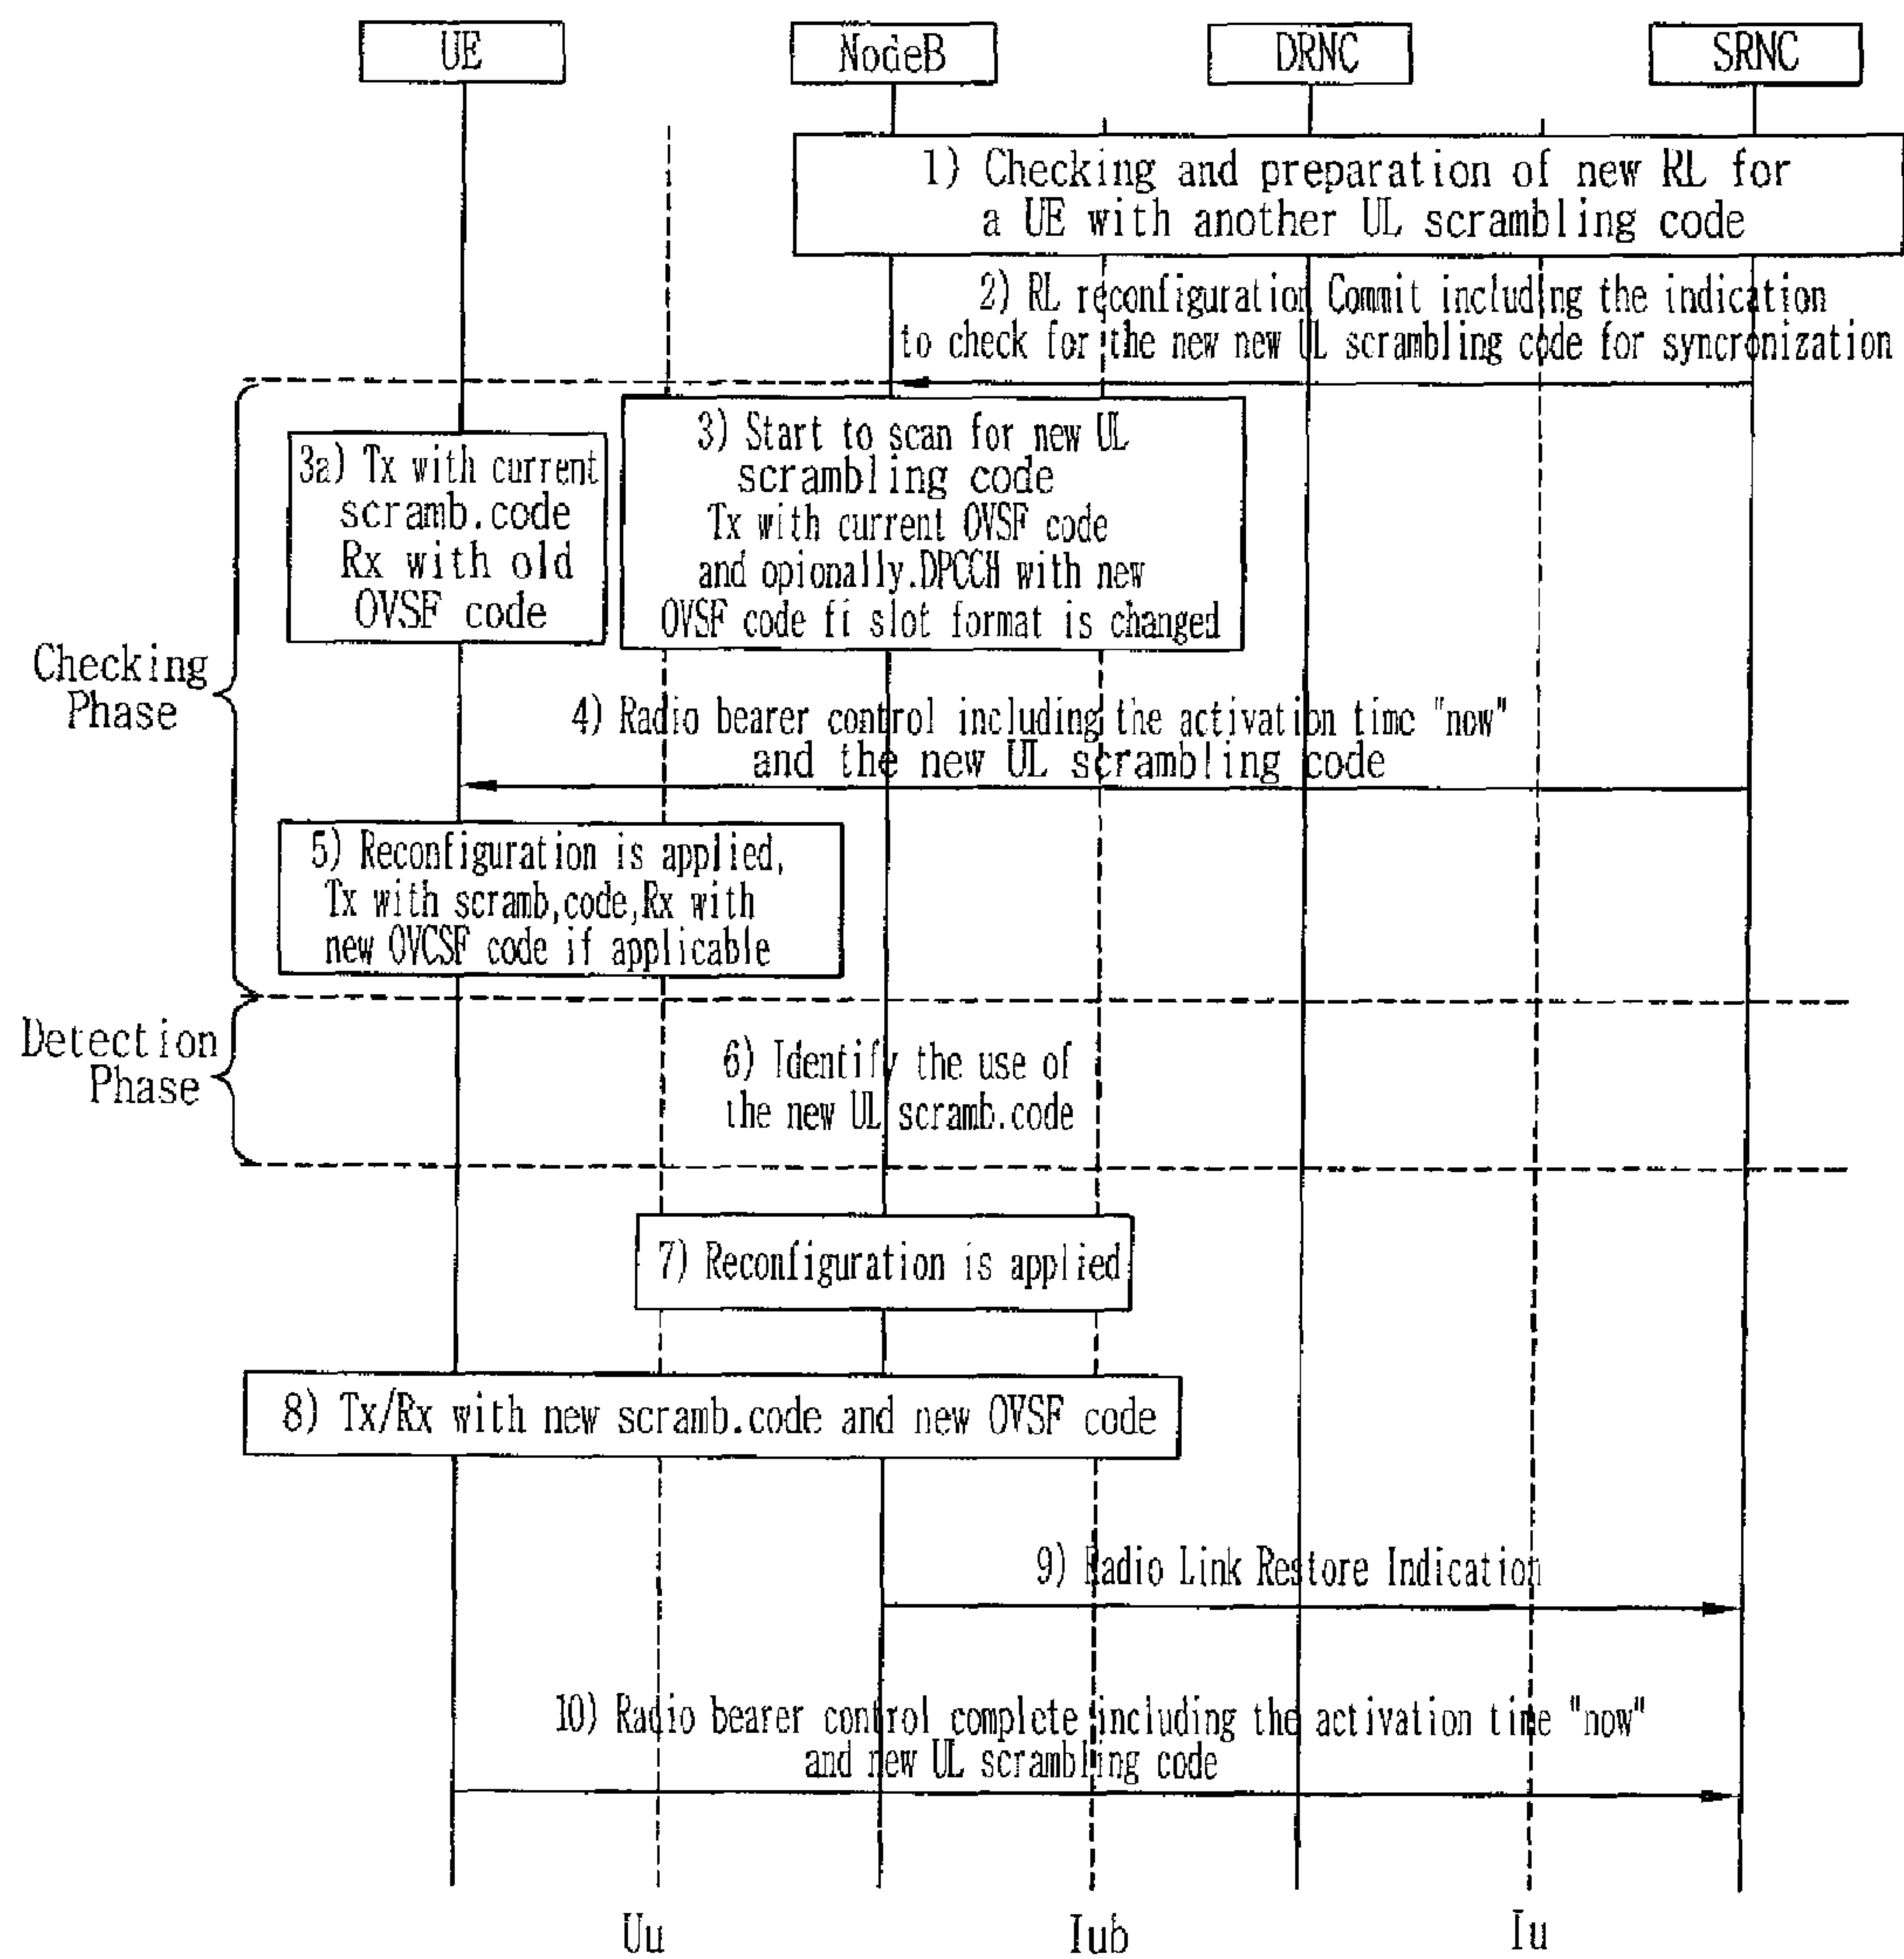 UE
NodeB
DRNC
SRNC
1) Checking and preparation of new RL for
a UE with another UL scrambling code
2) RL reconfiguration Commit including the indication
to check for the new new UL scrambling code for syncronization
3a) Tx with current
scramb.code
Rx with old
OVSF code
3) Start to scan for new UL
scrambling code
Tx with current OVSF code
and opionally.DPCCH with new
OVSF code fi slot format is changed
Checking
Phase
4) Radio bearer control including the activation time "now"
and the new UL scrambling code
5) Reconfiguration is applied,
Tx with scramb,code,Rx with
new OVCSF code if applicable
Detection
Phase
6) Identify the use of
the new UL scramb.code
7) Reconfiguration is applied
8) Tx/Rx with new scramb.code and new OVSF code
9) Radio Link Restore Indication
10) Radio bearer control complete including the activation time "now"
and new UL scrambling code
Uu
Iub
Iu